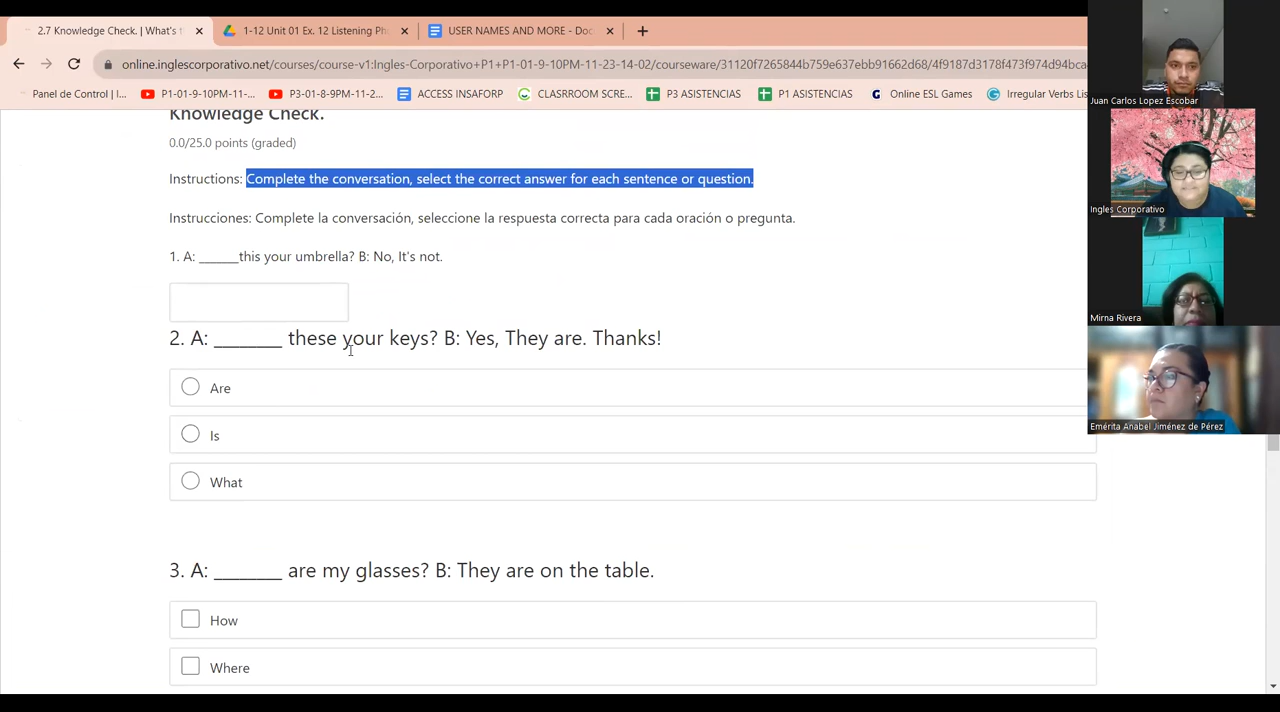 2.7 Knowledge Check. | What's t
1-12 Unit 01 Ex. 12 Listening Ph
USER NAMES AND MORE - Doc
online.inglescorporativo.net/courses/course-v1:Ingles-Corporativo+P1+P1-01-9-10PM-11-23-14-02/courseware/31120f7265844b759e637ebb91662d68/4f9187d3178f473f974d94bca
Panel de Control | I...
P1-01-9-10PM-11-...
P3-01-8-9PM-11-2...
ACCESS INSAFORP
CLASRROOM SCRE...
P3 ASISTENCIAS
P1 ASISTENCIAS
Online ESL Games
Irregular Verbs Lis
Knowledge Check.
0.0/25.0 points (graded)
Instructions: Complete the conversation, select the correct answer for each sentence or question.
Instrucciones: Complete la conversación, seleccione la respuesta correcta para cada oración o pregunta.
1. A: ______this your umbrella? B: No, It's not.
2. A: ________ these your keys? B: Yes, They are. Thanks!
Are
Is
What
3. A: ________ are my glasses? B: They are on the table.
How
Where
Juan Carlos Lopez Escobar
Ingles Corporativo
Mirna Rivera
Emérita Anabel Jiménez de Pérez